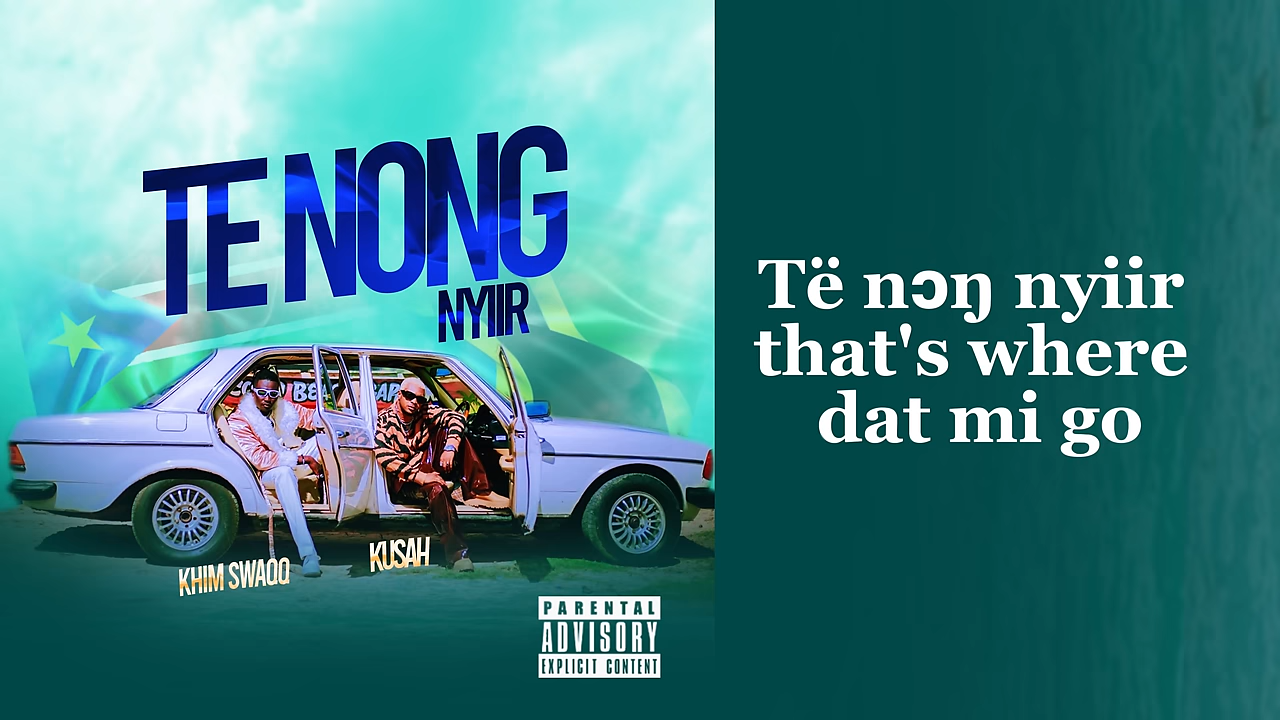 TE NONG
NYIIR
KHIM SWAQQ
KUSAH
PARENTAL
ADVISORY
EXPLICIT CONTENT
Të nɔŋ nyiir
that's where
dat mi go